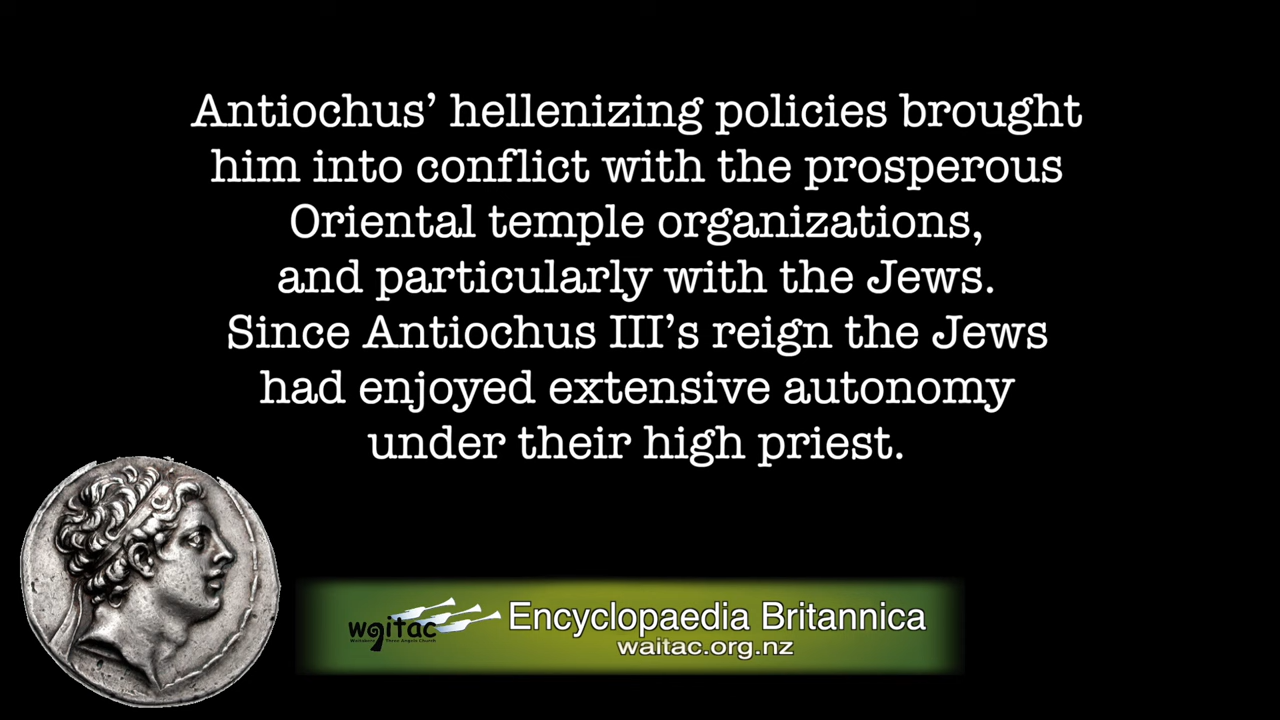 Antiochus’ hellenizing policies brought
him into conflict with the prosperous
Oriental temple organizations,
and particularly with the Jews.
Since Antiochus III’s reign the Jews
had enjoyed extensive autonomy
under their high priest.
waitac
Encyclopaedia Britannica
waitac.org.nz